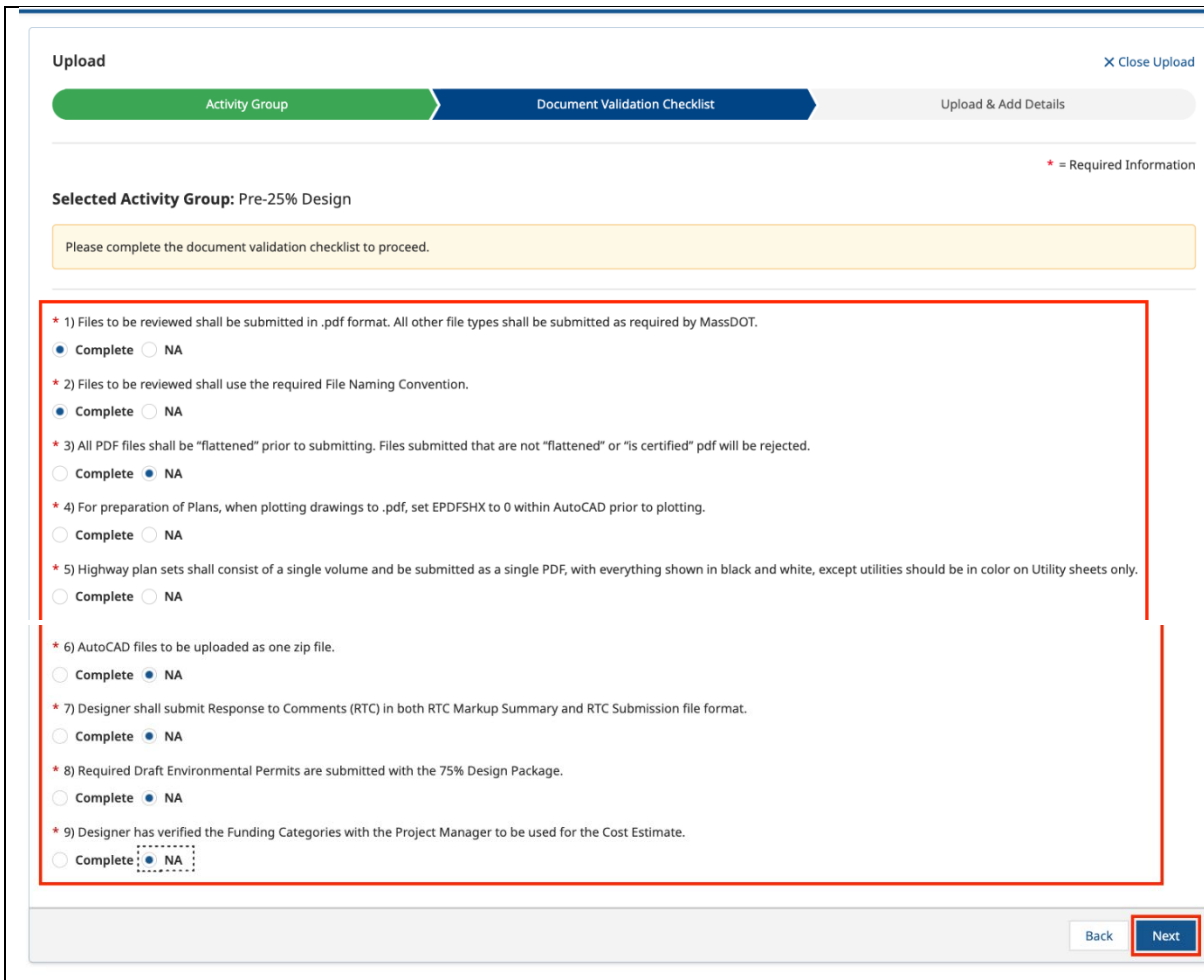 Upload
× Close Upload
Activity Group
Document Validation Checklist
Upload & Add Details
* = Required Information
Selected Activity Group: Pre-25% Design
Please complete the document validation checklist to proceed.
* 1) Files to be reviewed shall be submitted in .pdf format. All other file types shall be submitted as required by MassDOT.
Complete NA
* 2) Files to be reviewed shall use the required File Naming Convention.
Complete NA
* 3) All PDF files shall be “flattened” prior to submitting. Files submitted that are not “flattened” or “is certified” pdf will be rejected.
Complete NA
* 4) For preparation of Plans, when plotting drawings to .pdf, set EPDFSHX to 0 within AutoCAD prior to plotting.
Complete NA
* 5) Highway plan sets shall consist of a single volume and be submitted as a single PDF, with everything shown in black and white, except utilities should be in color on Utility sheets only.
Complete NA
* 6) AutoCAD files to be uploaded as one zip file.
Complete NA
* 7) Designer shall submit Response to Comments (RTC) in both RTC Markup Summary and RTC Submission file format.
Complete NA
* 8) Required Draft Environmental Permits are submitted with the 75% Design Package.
Complete NA
* 9) Designer has verified the Funding Categories with the Project Manager to be used for the Cost Estimate.
Complete NA
Back
Next